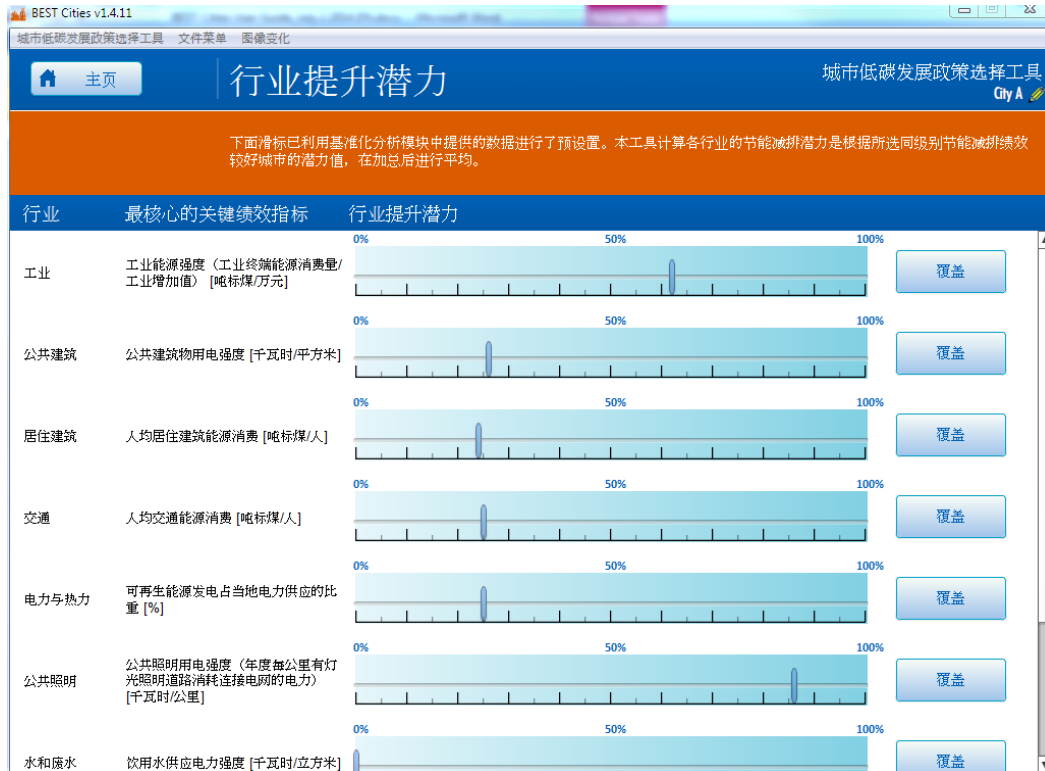 BEST Cities v1.4.11
城市低碳发展政策选择工具 文件菜单 图像变化
主页
行业提升潜力
城市低碳发展政策选择工具
City A
下面滑标已利用基准化分析模块中提供的数据进行了预设置。本工具计算各行业的节能减排潜力是根据所选同级别节能减排绩效
较好城市的潜力值，在加总后进行平均。
行业 最核心的关键绩效指标 行业提升潜力
0% 50% 100%
工业
工业能源强度（工业终端能源消费量/
工业增加值） [吨标煤/万元]
覆盖
0% 50% 100%
公共建筑 公共建筑物用电强度 [千瓦时/平方米] 覆盖
0% 50% 100%
居住建筑 人均居住建筑能源消费 [吨标煤/人] 覆盖
0% 50% 100%
交通 人均交通能源消费 [吨标煤/人] 覆盖
0% 50% 100%
电力与热力
可再生能源发电占当地电力供应的比
重 [%]
覆盖
0% 50% 100%
公共照明
公共照明用电强度（年度每公里有灯
光照明道路消耗连接电网的电力）
[千瓦时/公里]
覆盖
0% 50% 100%
水和废水 饮用水供应电力强度 [千瓦时/立方米] 覆盖